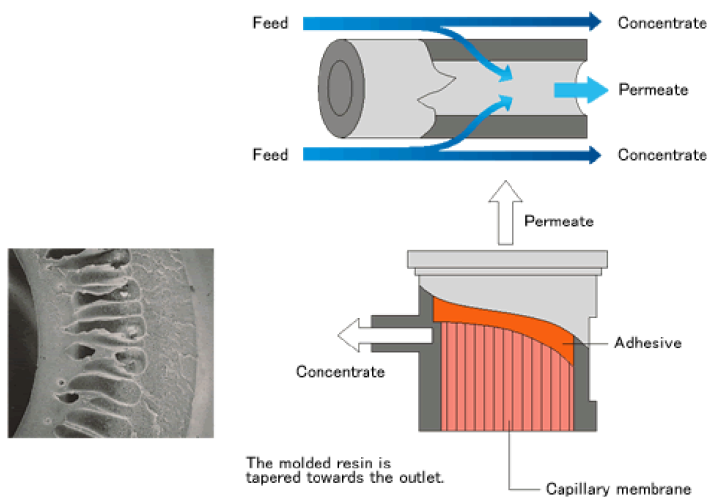 Feed
Concentrate
Permeate
Feed
Concentrate
Permeate
Adhesive
Concentrate
The molded resin is
tapered towards the outlet.
Capillary membrane